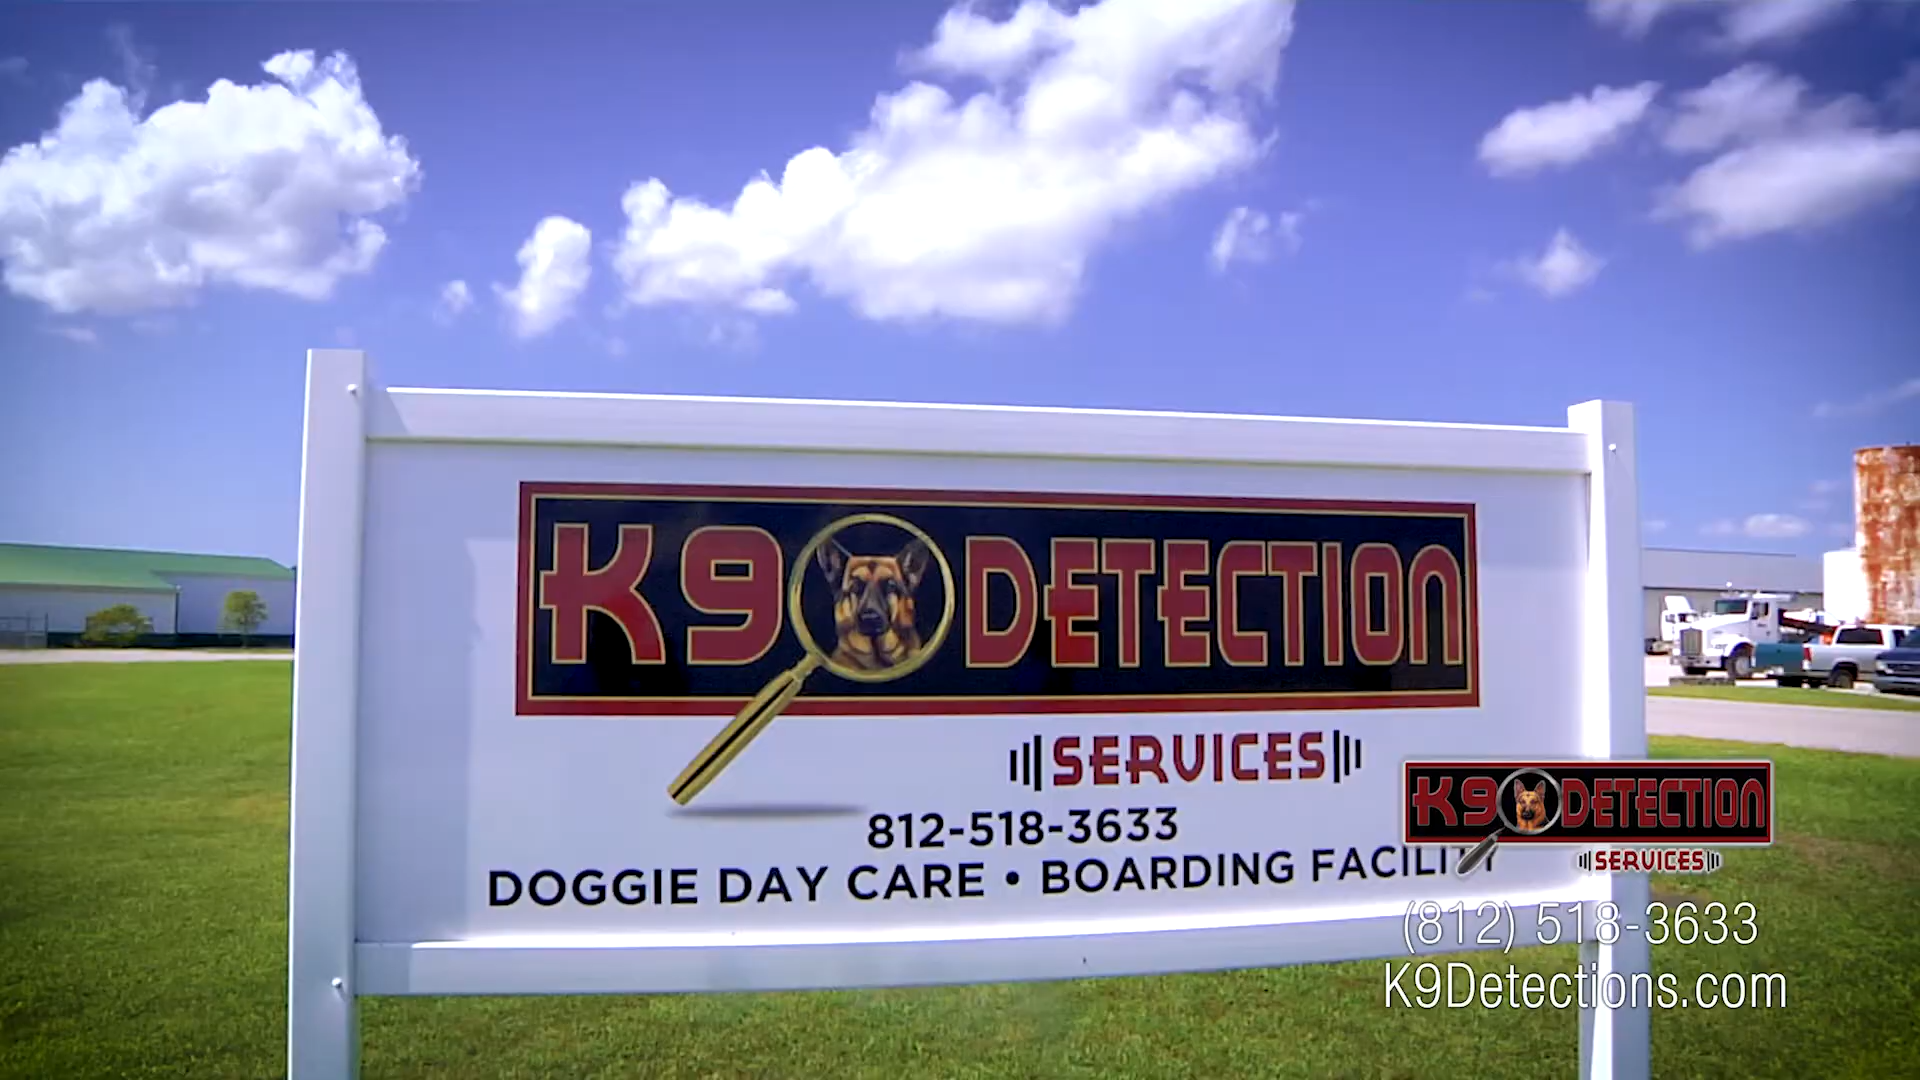 K9 DETECTION
SERVICES
812-518-3633
DOGGIE DAY CARE • BOARDING FACILITY
K9 DETECTION
SERVICES
(812) 518-3633
K9Detections.com